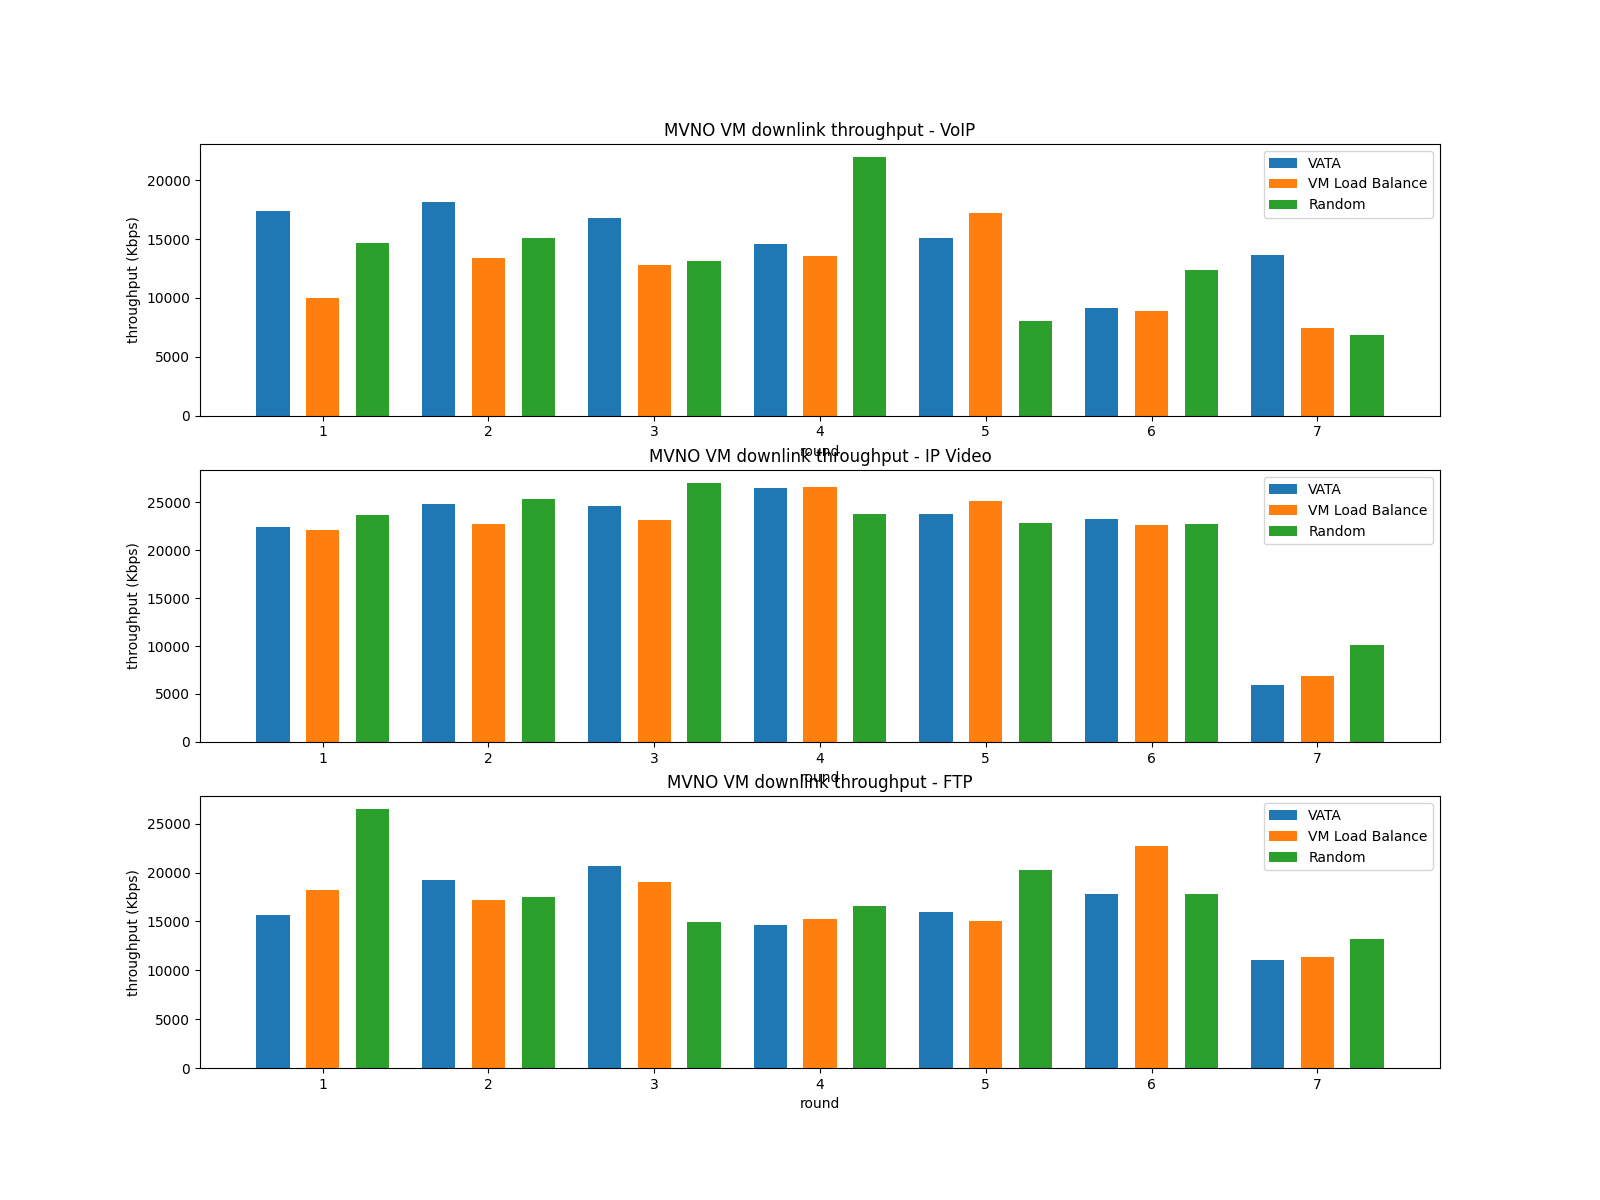 MVNO VM downlink throughput - VoIP
throughput (Kbps)
20000
15000
10000
5000
0
VATA
VM Load Balance
Random
1 2 3 4 5 6 7
round
MVNO VM downlink throughput - IP Video
throughput (Kbps)
25000
20000
15000
10000
5000
0
VATA
VM Load Balance
Random
1 2 3 4 5 6 7
round
MVNO VM downlink throughput - FTP
throughput (Kbps)
25000
20000
15000
10000
5000
0
VATA
VM Load Balance
Random
1 2 3 4 5 6 7
round